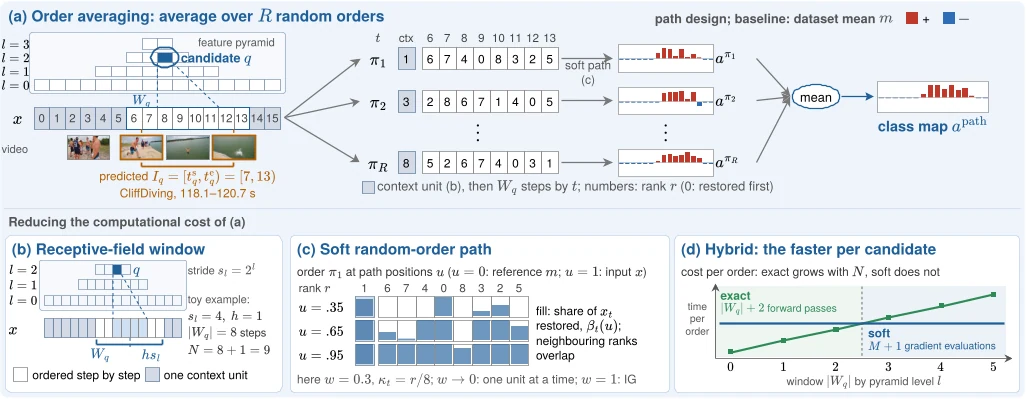 (a) Order averaging: average over R random orders
path design; baseline: dataset mean m + −
l = 3
l = 2
l = 1
l = 0
feature pyramid
candidate q
W_q
x 0 1 2 3 4 5 6 7 8 9 10 11 12 13 14 15
video
predicted I_q = [t_q^s, t_q^e) = [7, 13)
CliffDiving, 118.1–120.7 s
t ctx 6 7 8 9 10 11 12 13
π_1 1 6 7 4 0 8 3 2 5
soft path
(c)
a^{π_1}
π_2 3 2 8 6 7 1 4 0 5
a^{π_2}
⋮ ⋮
π_R 8 5 2 6 7 4 0 3 1
a^{π_R}
mean
class map a^{path}
context unit (b), then W_q steps by t; numbers: rank r (0: restored first)
Reducing the computational cost of (a)
(b) Receptive-field window
l = 2
l = 1
l = 0
q
stride s_l = 2^l
toy example:
s_l = 4, h = 1
|W_q| = 8 steps
N = 8 + 1 = 9
x
W_q hs_l
ordered step by step one context unit
(c) Soft random-order path
order π_1 at path positions u (u = 0: reference m; u = 1: input x)
rank r 1 6 7 4 0 8 3 2 5
u = .35
u = .65
u = .95
fill: share of x_t
restored, β_t(u);
neighbouring ranks
overlap
here w = 0.3, κ_t = r/8; w → 0: one unit at a time; w = 1: IG
(d) Hybrid: the faster per candidate
cost per order: exact grows with N, soft does not
time
per
order
exact
|W_q| + 2 forward passes
soft
M + 1 gradient evaluations
0 1 2 3 4 5
window |W_q| by pyramid level l